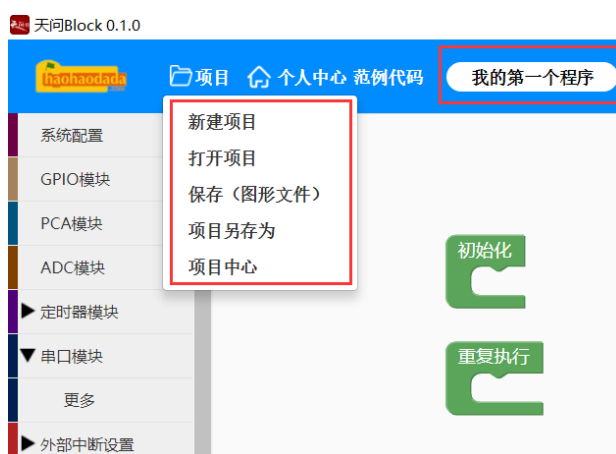 天问Block 0.1.0
haohaodada
项目 个人中心 范例代码 我的第一个程序
新建项目
打开项目
保存（图形文件）
项目另存为
项目中心
系统配置
GPIO模块
PCA模块
ADC模块
定时器模块
串口模块
更多
外部中断设置
初始化
重复执行